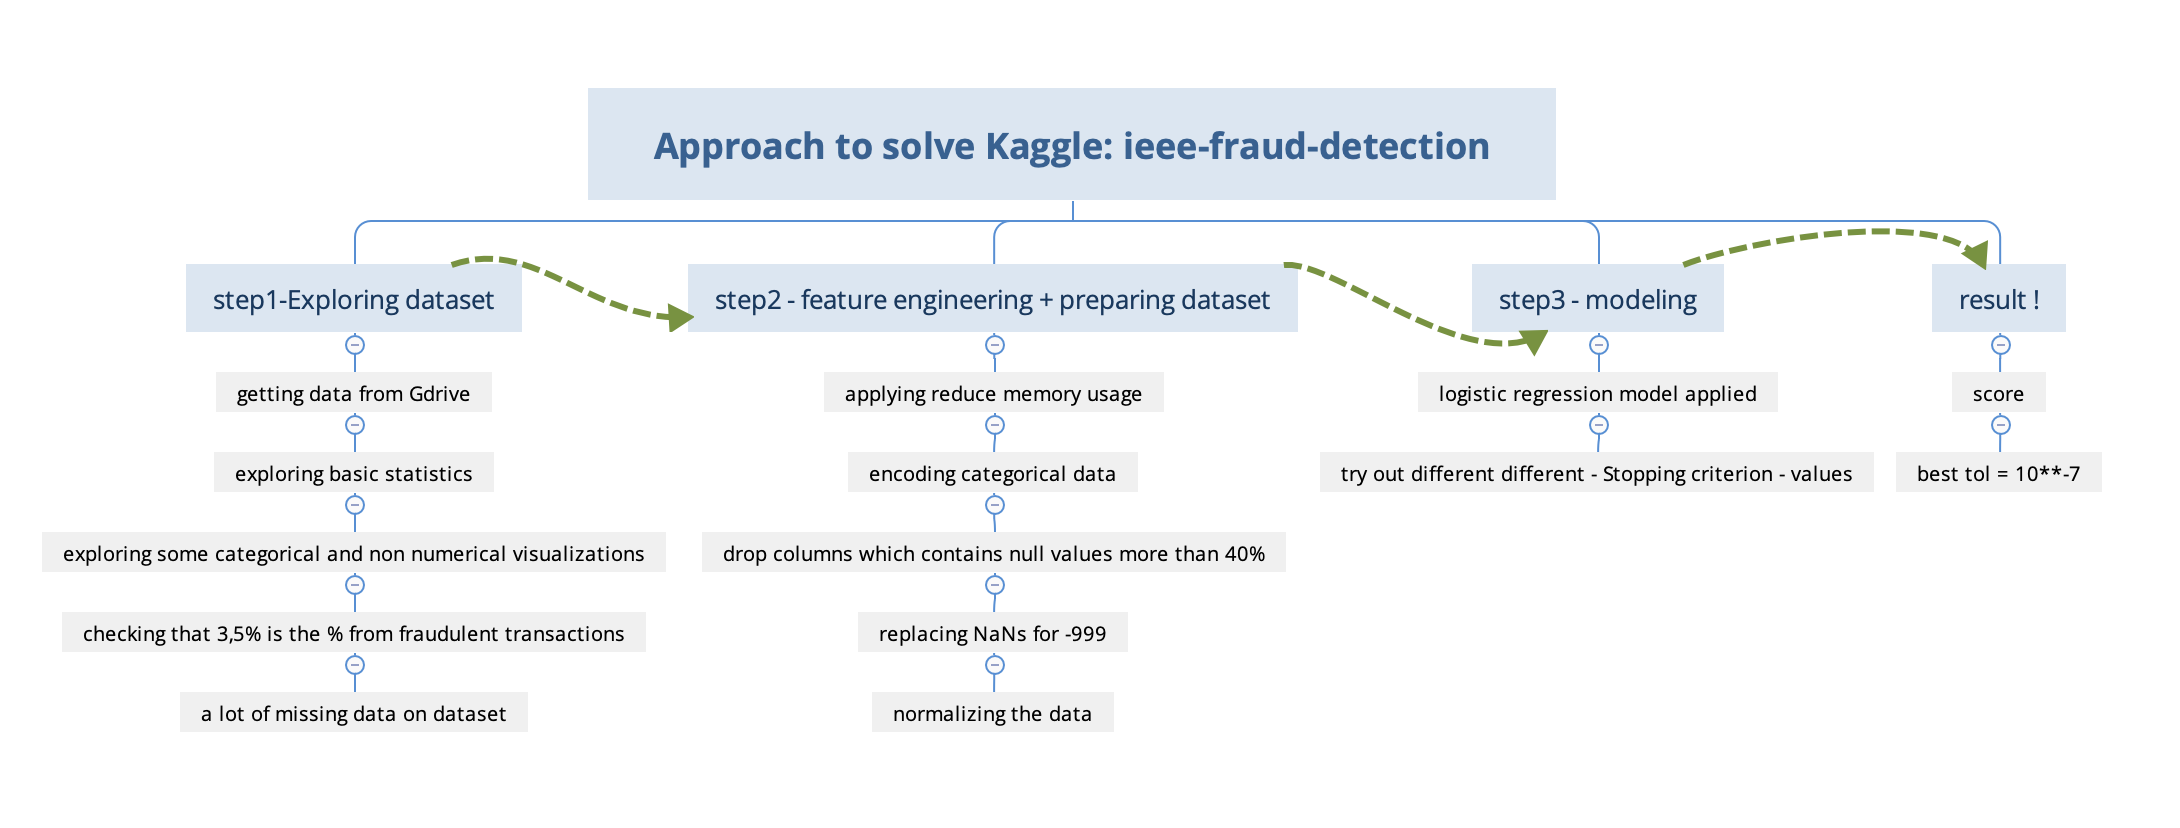 Approach to solve Kaggle: ieee-fraud-detection
step1-Exploring dataset
getting data from Gdrive
exploring basic statistics
exploring some categorical and non numerical visualizations
checking that 3,5% is the % from fraudulent transactions
a lot of missing data on dataset
step2 - feature engineering + preparing dataset
applying reduce memory usage
encoding categorical data
drop columns which contains null values more than 40%
replacing NaNs for -999
normalizing the data
step3 - modeling
logistic regression model applied
try out different different - Stopping criterion - values
result !
score
best tol = 10**-7